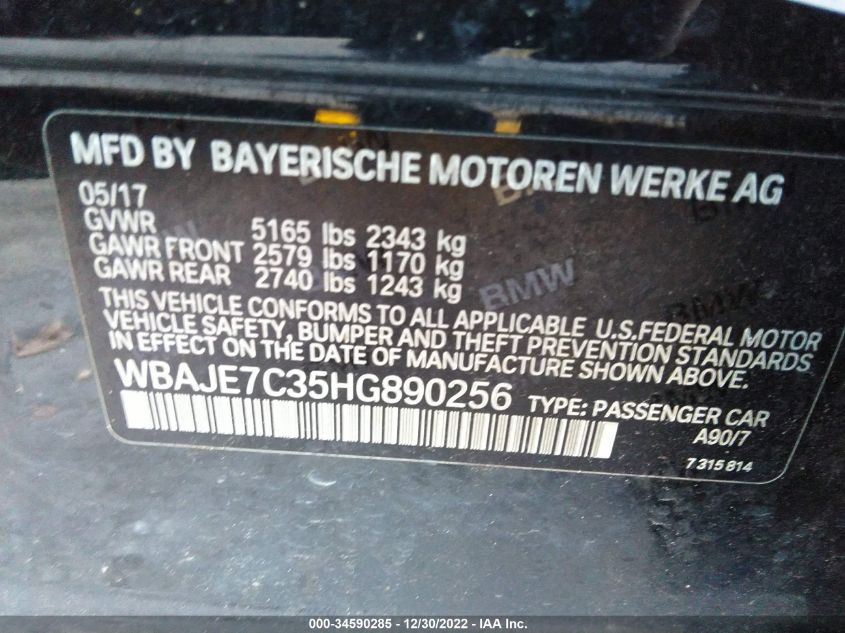 MFD BY BAYERISCHE MOTOREN WERKE AG
05/17
GVWR 5165 lbs 2343 kg
GAWR FRONT 2579 lbs 1170 kg
GAWR REAR 2740 lbs 1243 kg
BMW BMW
THIS VEHICLE CONFORMS TO ALL APPLICABLE U.S.FEDERAL MOTOR
VEHICLE SAFETY, BUMPER AND THEFT PREVENTION STANDARDS
IN EFFECT ON THE DATE OF MANUFACTURE SHOWN ABOVE.
WBAJE7C35HG890256 TYPE: PASSENGER CAR
A90/7
7315814
000-34590285 - 12/30/2022 - IAA Inc.